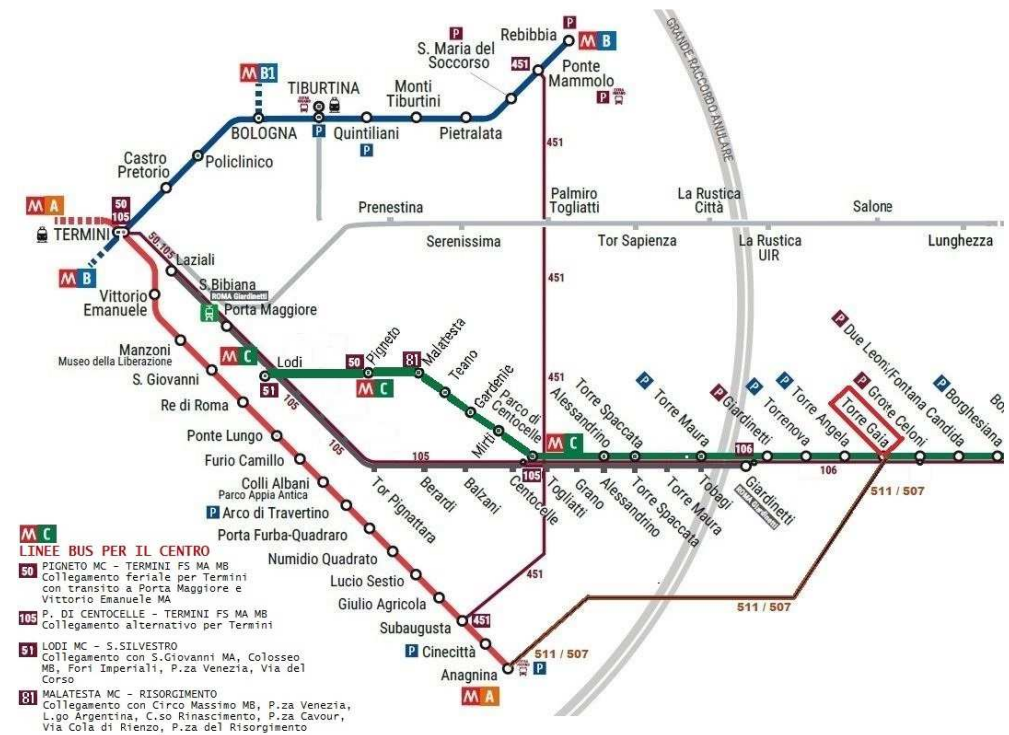 GRANDE RACCORDO ANULARE
P
Rebibbia
M B
P
S. Maria del
Soccorso
451
Ponte
Mammolo
P
M B1
TIBURTINA
Monti
Tiburtini
BOLOGNA
P
Quintiliani
P
Pietralata
451
Castro
Pretorio
Policlinico
M A
50
105
TERMINI
M B
Prenestina
Palmiro
Togliatti
La Rustica
Città
Salone
Serenissima
Tor Sapienza
La Rustica
UIR
Lunghezza
50, 105
Laziali
S.Bibiana
ROMA Giardinetti
Porta Maggiore
451
Vittorio
Emanuele
Manzoni
Museo della Liberazione
S. Giovanni
Re di Roma
Ponte Lungo
Furio Camillo
Colli Albani
Parco Appia Antica
P Arco di Travertino
Porta Furba-Quadraro
Numidio Quadrato
Lucio Sestio
Giulio Agricola
Subaugusta
451
P Cinecittà
Anagnina
P
M A
M C
Lodi
51
50
Pigneto
M C
81
Malatesta
Teano
Gardenie
Mirti
Parco di
Centocelle
M C
451
Alessandrino
Torre Spaccata
P Torre Maura
P Giardinetti
P Torrenova
P Torre Angela
Torre Gaia
P Grotte Celoni
P Due Leoni/Fontana Candida
P Borghesiana
Bo
105
105
105
105
106
106
Tor Pignattara
Berardi
Balzani
Centocelle
Togliatti
Grano
Alessandrino
Torre Spaccata
Torre Maura
Tobagi
Giardinetti
ROMA Giardinetti
451
511 / 507
511 / 507
511 / 507
M C
LINEE BUS PER IL CENTRO
50 PIGNETO MC - TERMINI FS MA MB
Collegamento feriale per Termini
con transito a Porta Maggiore e
Vittorio Emanuele MA
105 P. DI CENTOCELLE - TERMINI FS MA MB
Collegamento alternativo per Termini
51 LODI MC - S.SILVESTRO
Collegamento con S.Giovanni MA, Colosseo
MB, Fori Imperiali, P.za Venezia, Via del
Corso
81 MALATESTA MC - RISORGIMENTO
Collegamento con Circo Massimo MB, P.za Venezia,
L.go Argentina, C.so Rinascimento, P.za Cavour,
Via Cola di Rienzo, P.za del Risorgimento